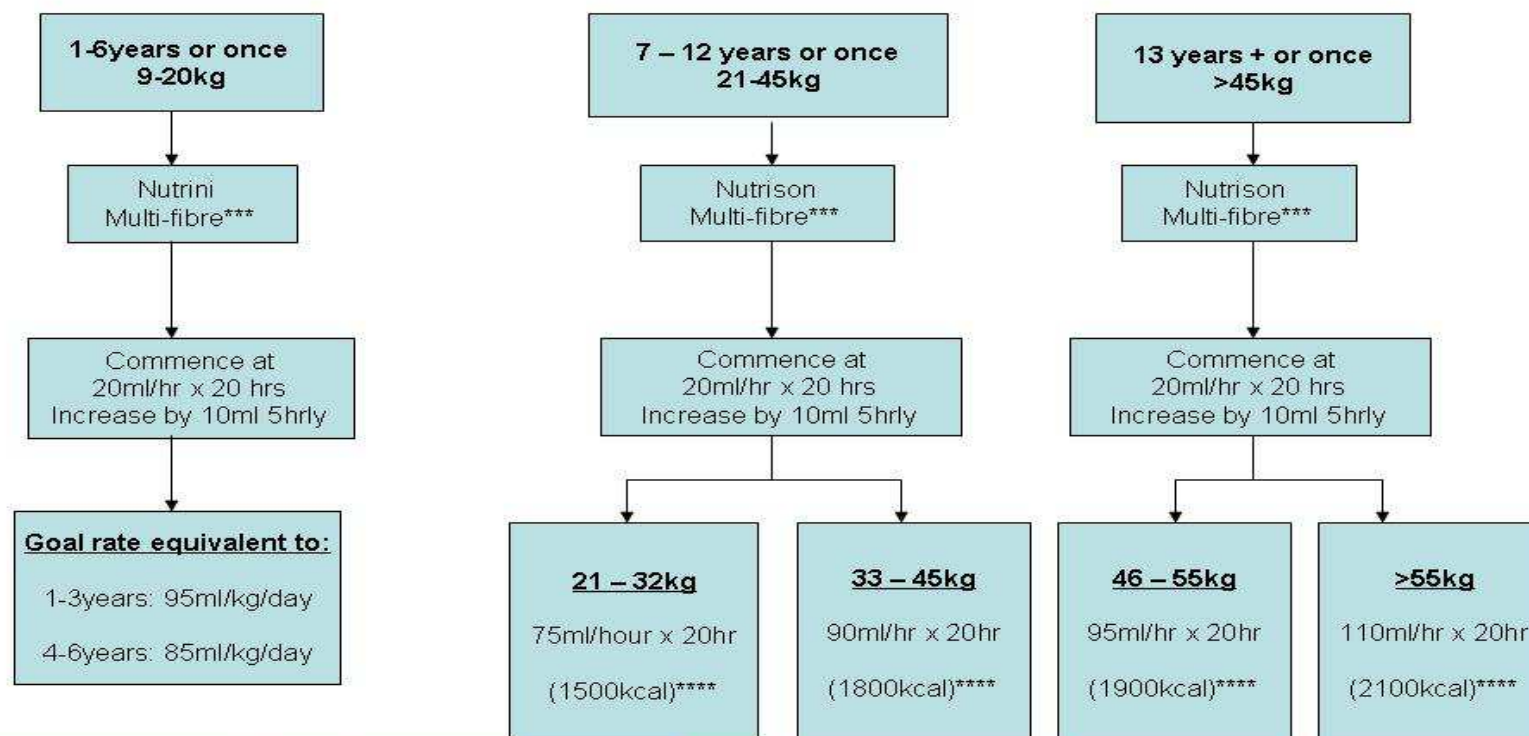 1-6years or once
9-20kg
Nutrini
Multi-fibre***
Commence at
20ml/hr x 20 hrs
Increase by 10ml 5hrly
Goal rate equivalent to:
1-3years: 95ml/kg/day
4-6years: 85ml/kg/day
7 – 12 years or once
21-45kg
Nutrison
Multi-fibre***
Commence at
20ml/hr x 20 hrs
Increase by 10ml 5hrly
21 – 32kg
75ml/hour x 20hr
(1500kcal)****
33 – 45kg
90ml/hr x 20hr
(1800kcal)****
13 years + or once
>45kg
Nutrison
Multi-fibre***
Commence at
20ml/hr x 20 hrs
Increase by 10ml 5hrly
46 – 55kg
95ml/hr x 20hr
(1900kcal)****
>55kg
110ml/hr x 20hr
(2100kcal)****